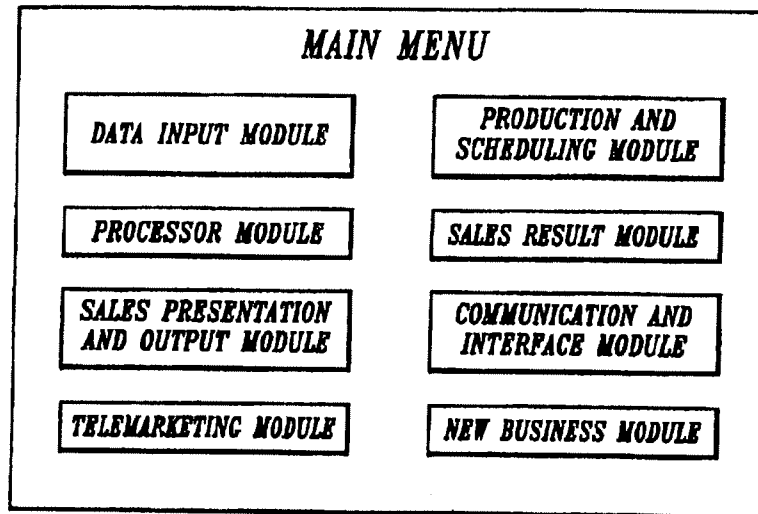 MAIN MENU
DATA INPUT MODULE
PRODUCTION AND
SCHEDULING MODULE
PROCESSOR MODULE
SALES RESULT MODULE
SALES PRESENTATION
AND OUTPUT MODULE
COMMUNICATION AND
INTERFACE MODULE
TELEMARKETING MODULE
NEW BUSINESS MODULE